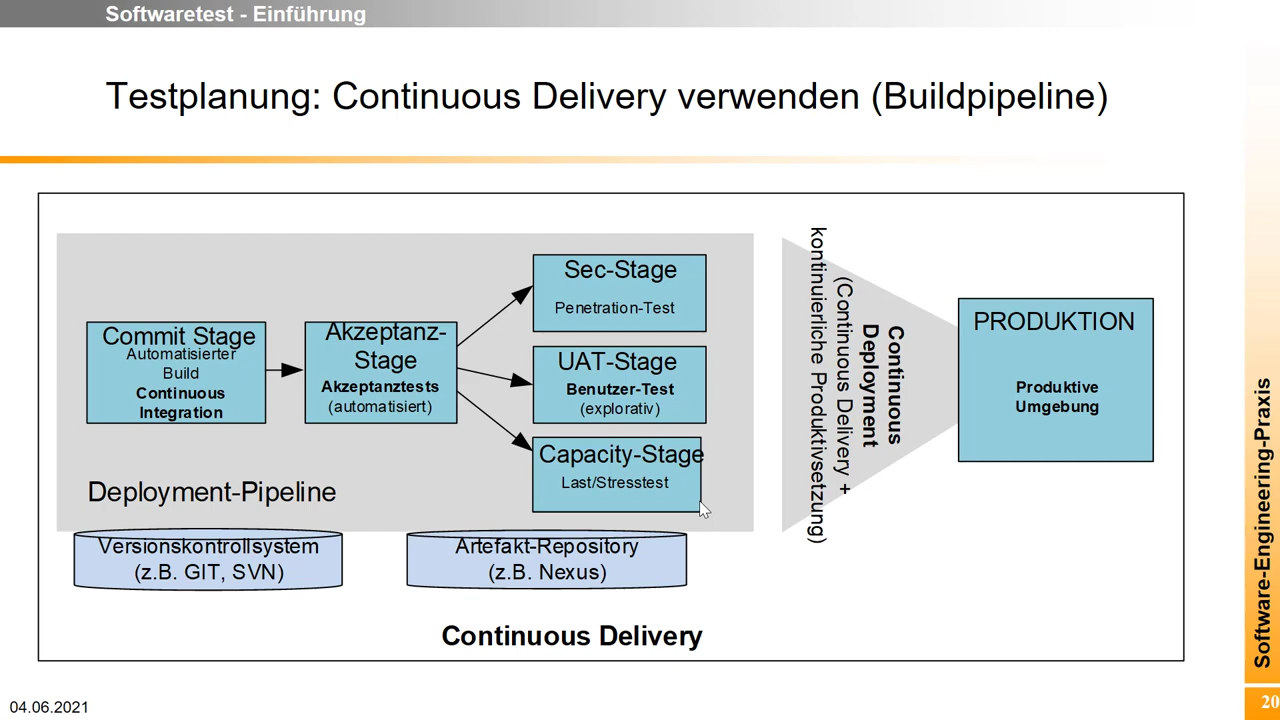 Softwaretest - Einführung
Testplanung: Continuous Delivery verwenden (Buildpipeline)
Commit Stage
Automatisierter
Build
Continuous
Integration
Akzeptanz-
Stage
Akzeptanztests
(automatisiert)
Sec-Stage
Penetration-Test
UAT-Stage
Benutzer-Test
(explorativ)
Capacity-Stage
Last/Stresstest
Deployment-Pipeline
Continuous
Deployment
(Continuous Delivery +
kontinuierliche Produktivsetzung)
PRODUKTION
Produktive
Umgebung
Versionskontrollsystem
(z.B. GIT, SVN)
Artefakt-Repository
(z.B. Nexus)
Continuous Delivery
Software-Engineering-Praxis
04.06.2021
20